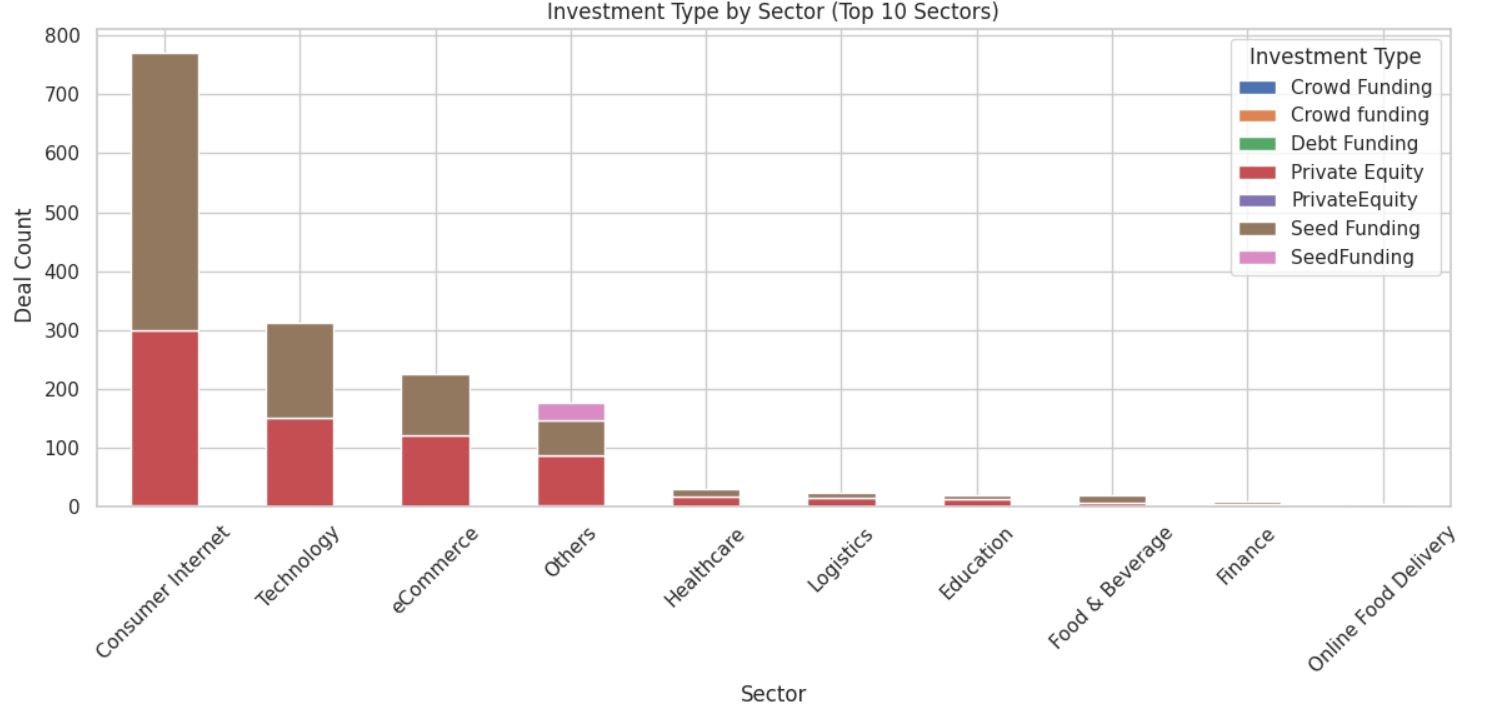 Investment Type by Sector (Top 10 Sectors)
800
700
600
500
400
300
200
100
0
Deal Count
Investment Type
Crowd Funding
Crowd funding
Debt Funding
Private Equity
PrivateEquity
Seed Funding
SeedFunding
Consumer Internet
Technology
eCommerce
Others
Healthcare
Logistics
Education
Food & Beverage
Finance
Online Food Delivery
Sector